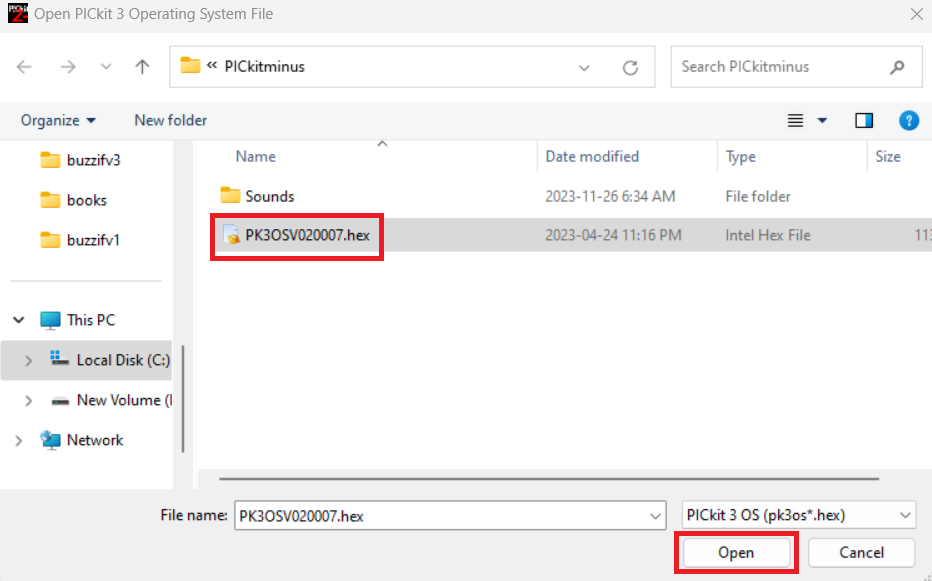 Open PICkit 3 Operating System File
« PICkitminus
Search PICkitminus
Organize
New folder
?
Name
Date modified
Type
Size
buzzifv3
books
buzzifv1
This PC
Local Disk (C:)
New Volume (
Network
Sounds
2023-11-26 6:34 AM
File folder
PK3OSV020007.hex
2023-04-24 11:16 PM
Intel Hex File
113
File name:
PK3OSV020007.hex
PICkit 3 OS (pk3os*.hex)
Open
Cancel